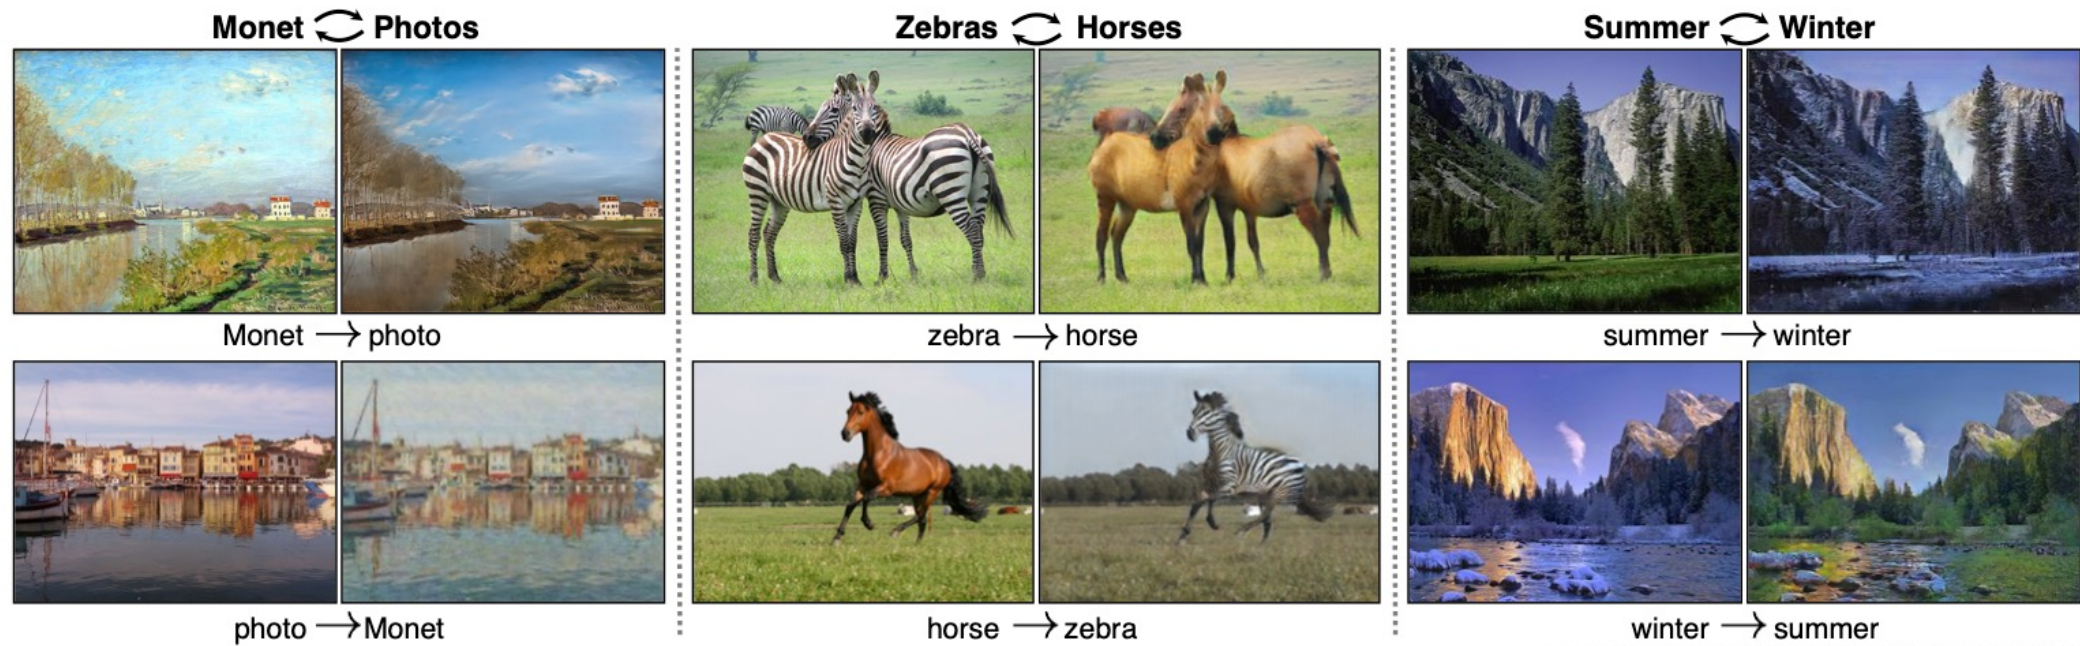 Monet Photos
Zebras Horses
Summer Winter
Monet → photo
zebra → horse
summer → winter
photo → Monet
horse → zebra
winter → summer